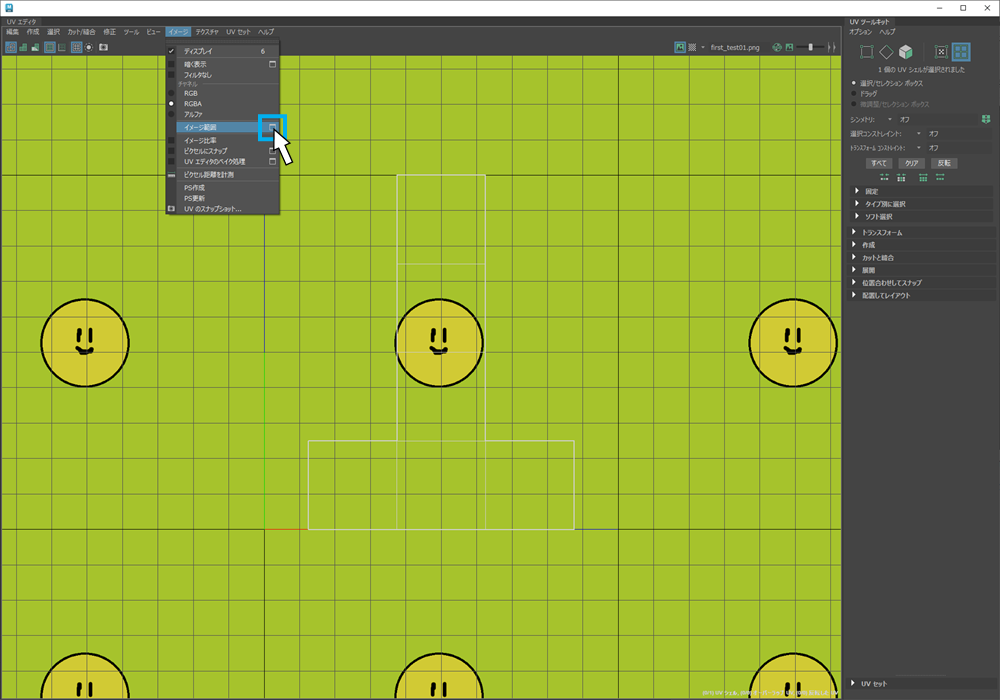 UV エディタ
編集 作成 選択 カット/縫合 修正 ツール ビュー イメージ テクスチャ UV セット ヘルプ
first_test01.png
ディスプレイ 6
暗く表示
フィルタなし
チャネル
RGB
RGBA
アルファ
イメージ範囲
イメージ比率
ピクセルにスナップ
UV エディタのベイク処理
ピクセル距離を計測
PS作成
PS更新
UV のスナップショット...
UV ツールキット
オプション ヘルプ
1 個の UV シェルが選択されました
選択/セレクション ボックス
ドラッグ
微調整/セレクション ボックス
シンメトリ: オフ
選択コンストレイント: オフ
トランスフォーム コンストレイント: オフ
すべて クリア 反転
固定
タイプ別に選択
ソフト選択
トランスフォーム
作成
カットと縫合
展開
位置合わせしてスナップ
配置してレイアウト
UV セット